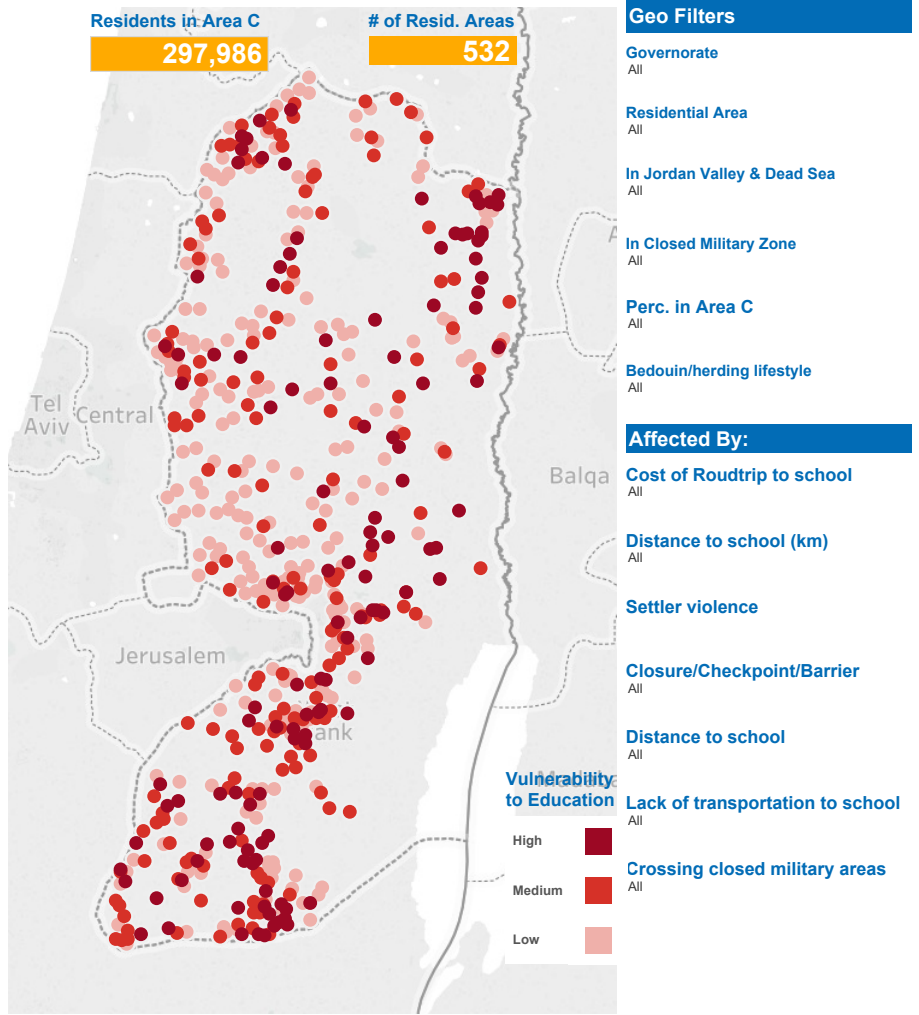 Residents in Area C
297,986
# of Resid. Areas
532
Geo Filters
Governorate
All
Residential Area
All
In Jordan Valley & Dead Sea
All
In Closed Military Zone
All
Perc. in Area C
All
Bedouin/herding lifestyle
All
Affected By:
Cost of Roudtrip to school
All
Distance to school (km)
All
Settler violence
Closure/Checkpoint/Barrier
All
Distance to school
All
Lack of transportation to school
All
Crossing closed military areas
All
Tel
Aviv
Central
Balqa
Jerusalem
ank
Vulnerability
to Education
High
Medium
Low